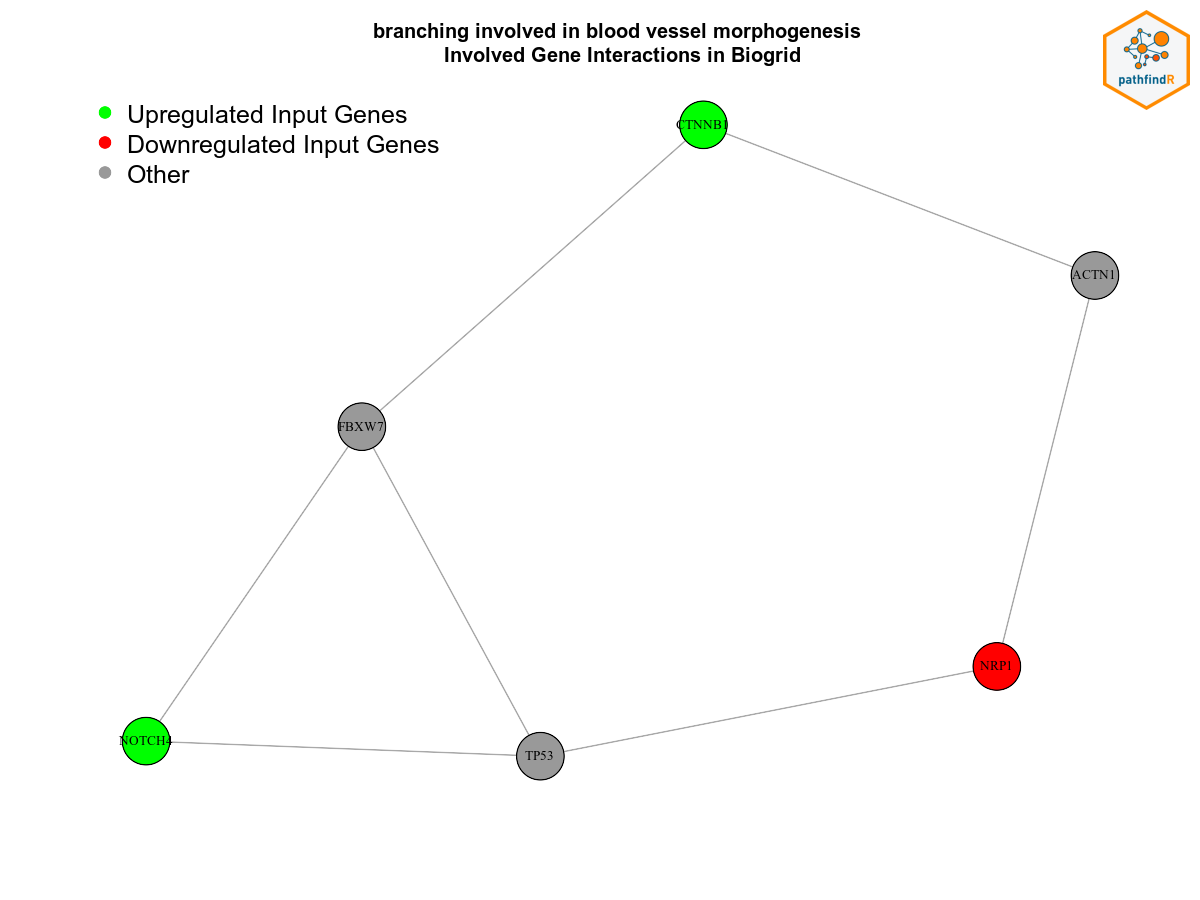 branching involved in blood vessel morphogenesis
Involved Gene Interactions in Biogrid
pathfindR
Upregulated Input Genes
Downregulated Input Genes
Other
CTNNB1
ACTN1
FBXW7
NRP1
NOTCH4
TP53